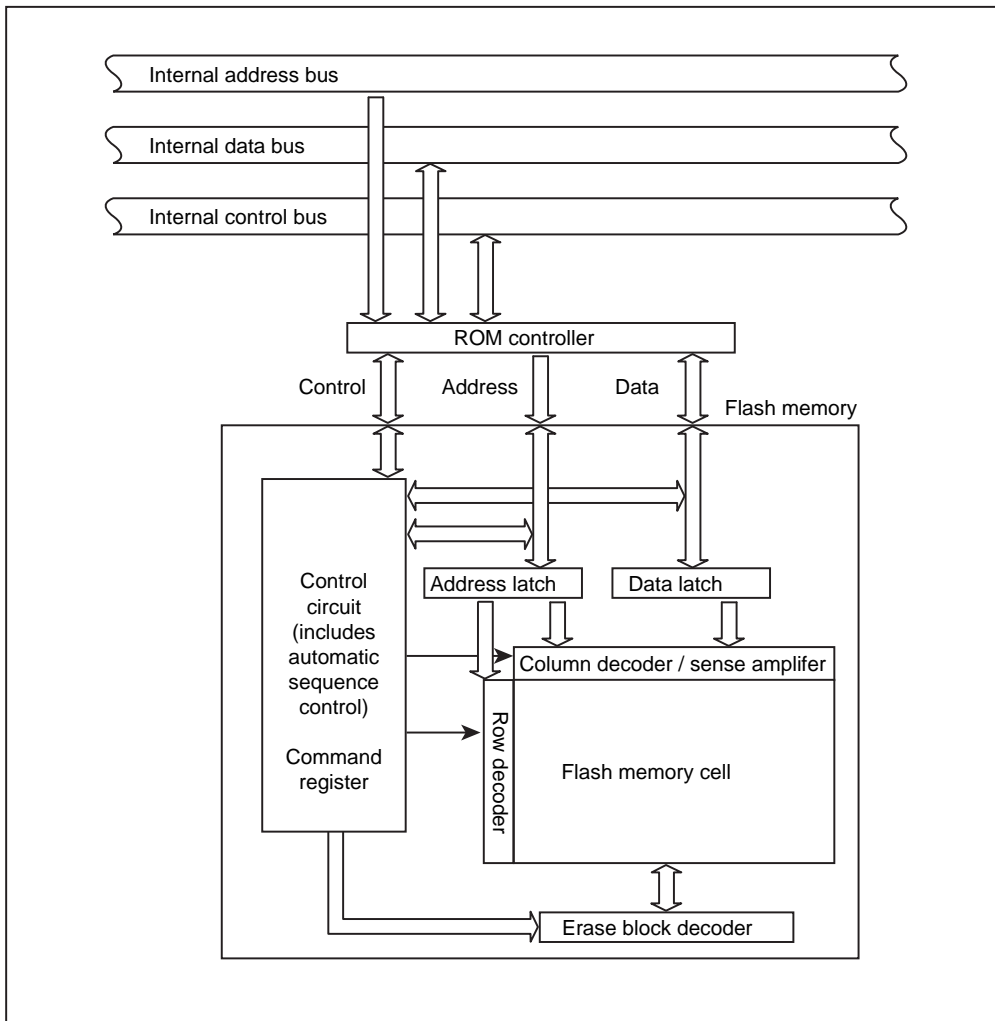 Internal address bus
Internal data bus
Internal control bus
ROM controller
Control
Address
Data
Flash memory
Control
circuit
(includes
automatic
sequence
control)
Command
register
Address latch
Data latch
Column decoder / sense amplifer
Row decoder
Flash memory cell
Erase block decoder